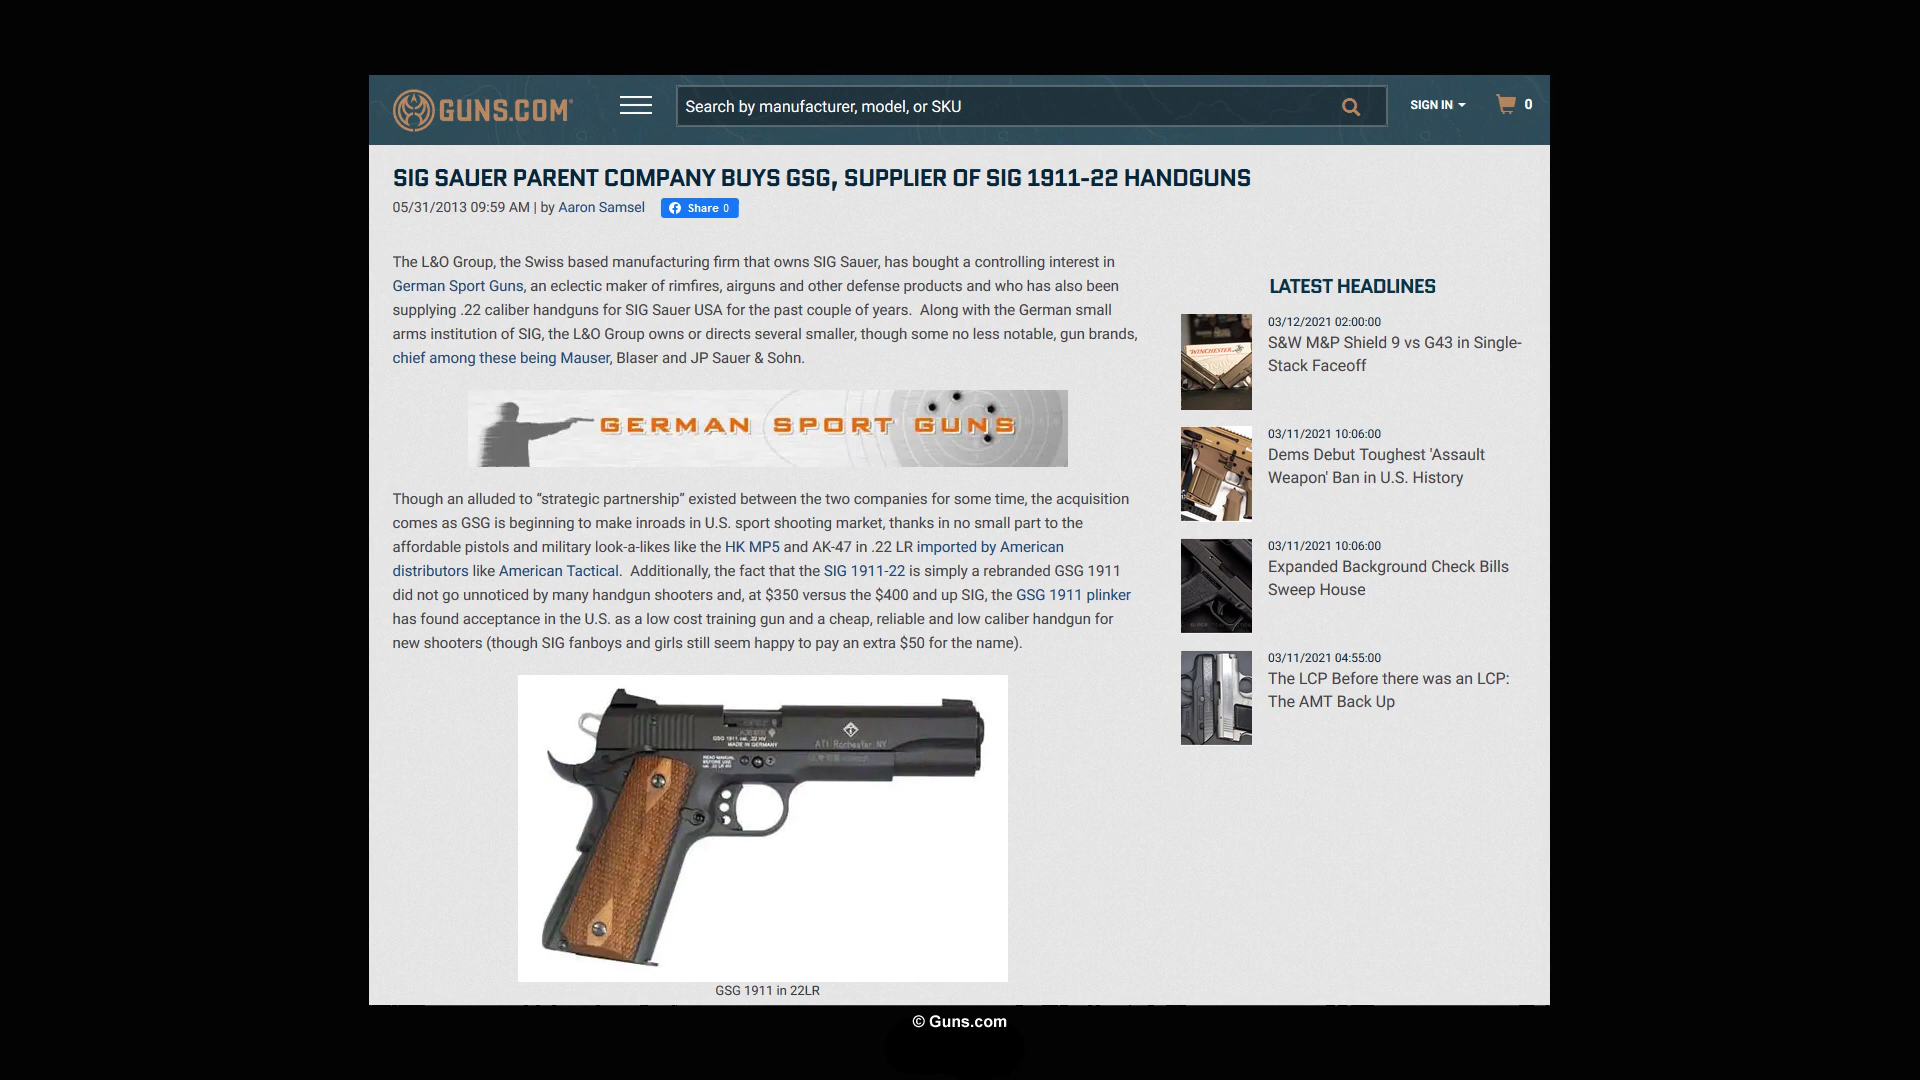 GUNS.COM
Search by manufacturer, model, or SKU
SIGN IN
0
SIG SAUER PARENT COMPANY BUYS GSG, SUPPLIER OF SIG 1911-22 HANDGUNS
05/31/2013 09:59 AM | by Aaron Samsel
Share 0
The L&O Group, the Swiss based manufacturing firm that owns SIG Sauer, has bought a controlling interest in
German Sport Guns, an eclectic maker of rimfires, airguns and other defense products and who has also been
supplying .22 caliber handguns for SIG Sauer USA for the past couple of years.  Along with the German small
arms institution of SIG, the L&O Group owns or directs several smaller, though some no less notable, gun brands,
chief among these being Mauser, Blaser and JP Sauer & Sohn.
GERMAN SPORT GUNS
Though an alluded to “strategic partnership” existed between the two companies for some time, the acquisition
comes as GSG is beginning to make inroads in U.S. sport shooting market, thanks in no small part to the
affordable pistols and military look-a-likes like the HK MP5 and AK-47 in .22 LR imported by American
distributors like American Tactical.  Additionally, the fact that the SIG 1911-22 is simply a rebranded GSG 1911
did not go unnoticed by many handgun shooters and, at $350 versus the $400 and up SIG, the GSG 1911 plinker
has found acceptance in the U.S. as a low cost training gun and a cheap, reliable and low caliber handgun for
new shooters (though SIG fanboys and girls still seem happy to pay an extra $50 for the name).
GSG 1911 cal. .22 HV
MADE IN GERMANY
ATI Rochester NY
READ MANUAL
BEFORE USE
GSG 1911 in 22LR
LATEST HEADLINES
WINCHESTER
03/12/2021 02:00:00
S&W M&P Shield 9 vs G43 in Single-
Stack Faceoff
03/11/2021 10:06:00
Dems Debut Toughest 'Assault
Weapon' Ban in U.S. History
03/11/2021 10:06:00
Expanded Background Check Bills
Sweep House
03/11/2021 04:55:00
The LCP Before there was an LCP:
The AMT Back Up
© Guns.com